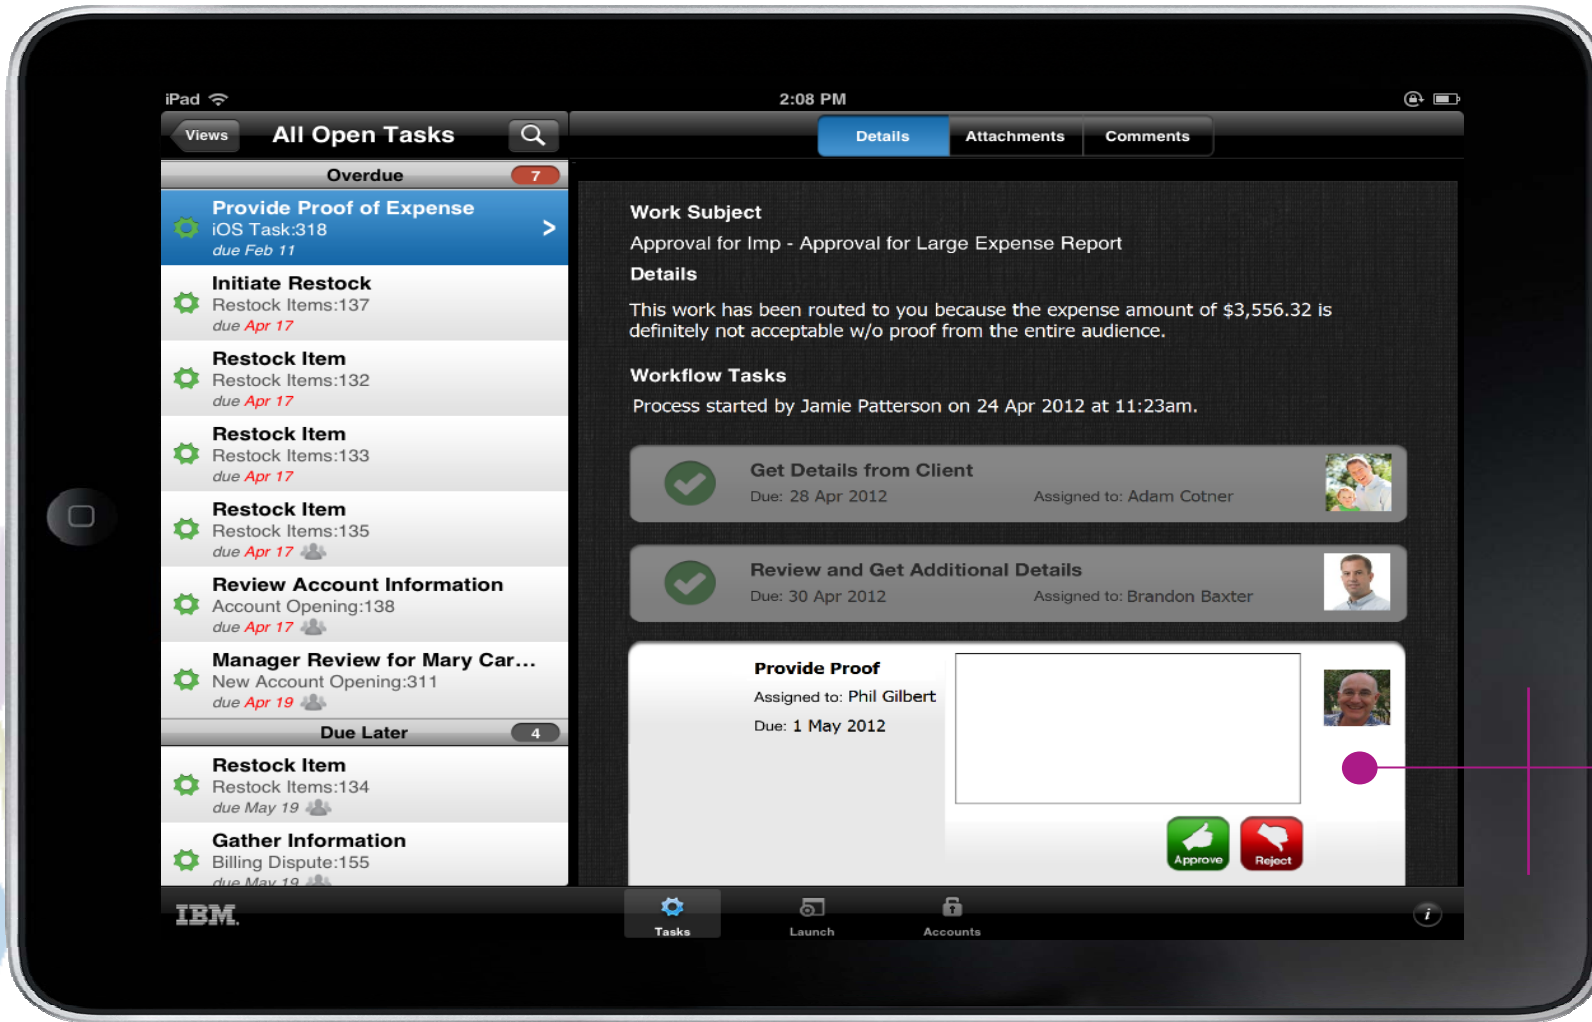 iPad
2:08 PM
Views
All Open Tasks
Details
Attachments
Comments
Overdue
7
Provide Proof of Expense
iOS Task:318
due Feb 11
>
Initiate Restock
Restock Items:137
due Apr 17
Restock Item
Restock Items:132
due Apr 17
Restock Item
Restock Items:133
due Apr 17
Restock Item
Restock Items:135
due Apr 17
Review Account Information
Account Opening:138
due Apr 17
Manager Review for Mary Car...
New Account Opening:311
due Apr 19
Due Later
4
Restock Item
Restock Items:134
due May 19
Gather Information
Billing Dispute:155
due May 19
Work Subject
Approval for Imp - Approval for Large Expense Report
Details
This work has been routed to you because the expense amount of $3,556.32 is
definitely not acceptable w/o proof from the entire audience.
Workflow Tasks
Process started by Jamie Patterson on 24 Apr 2012 at 11:23am.
Get Details from Client
Due: 28 Apr 2012
Assigned to: Adam Cotner
Review and Get Additional Details
Due: 30 Apr 2012
Assigned to: Brandon Baxter
Provide Proof
Assigned to: Phil Gilbert
Due: 1 May 2012
Approve
Reject
IBM.
Tasks
Launch
Accounts
i